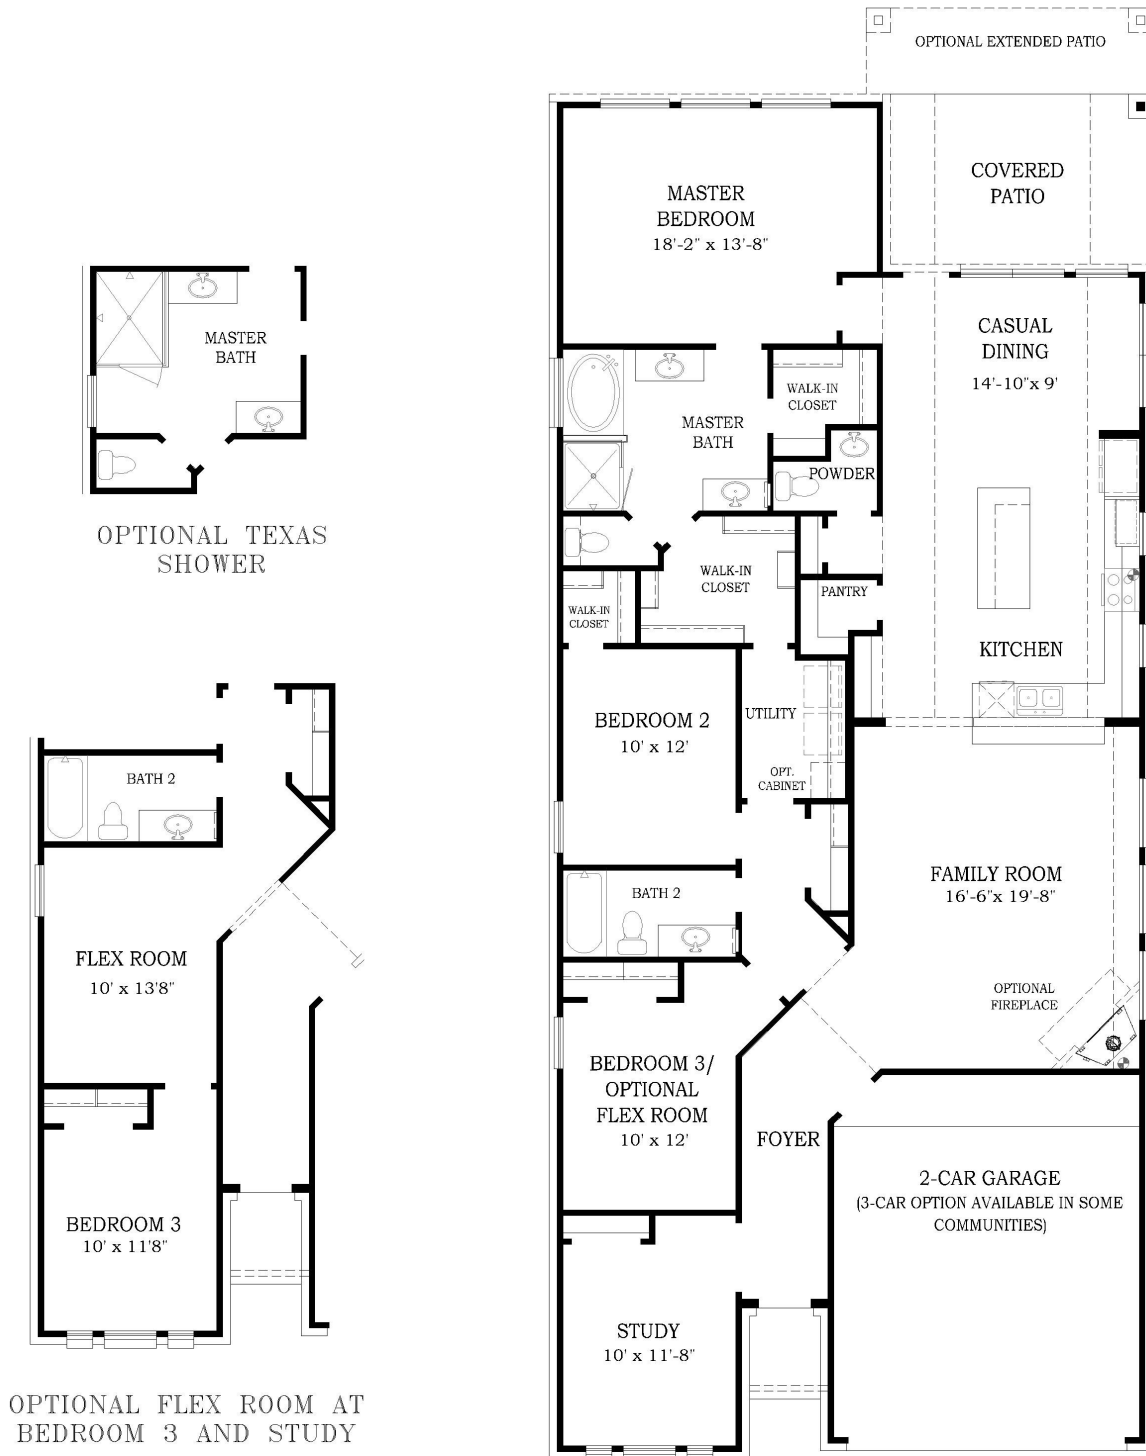 OPTIONAL EXTENDED PATIO
COVERED
PATIO
MASTER
BEDROOM
18'-2" x 13'-8"
CASUAL
DINING
14'-10"x 9'
WALK-IN
CLOSET
MASTER
BATH
POWDER
WALK-IN
CLOSET
PANTRY
WALK-IN
CLOSET
KITCHEN
BEDROOM 2
10' x 12'
UTILITY
OPT.
CABINET
BATH 2
FAMILY ROOM
16'-6"x 19'-8"
OPTIONAL
FIREPLACE
BEDROOM 3/
OPTIONAL
FLEX ROOM
10' x 12'
FOYER
2-CAR GARAGE
(3-CAR OPTION AVAILABLE IN SOME
COMMUNITIES)
STUDY
10' x 11'-8"
MASTER
BATH
OPTIONAL TEXAS
SHOWER
BATH 2
FLEX ROOM
10' x 13'8"
BEDROOM 3
10' x 11'8"
OPTIONAL FLEX ROOM AT
BEDROOM 3 AND STUDY